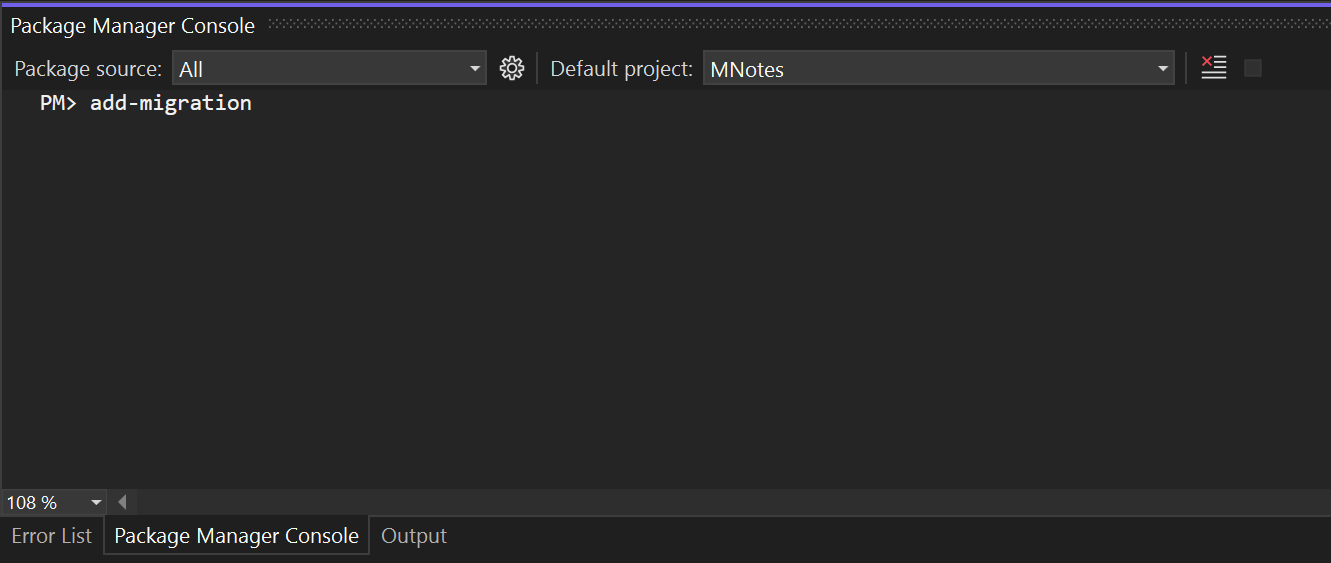 Package Manager Console
Package source: All Default project: MNotes
PM> add-migration
108 %
Error List Package Manager Console Output